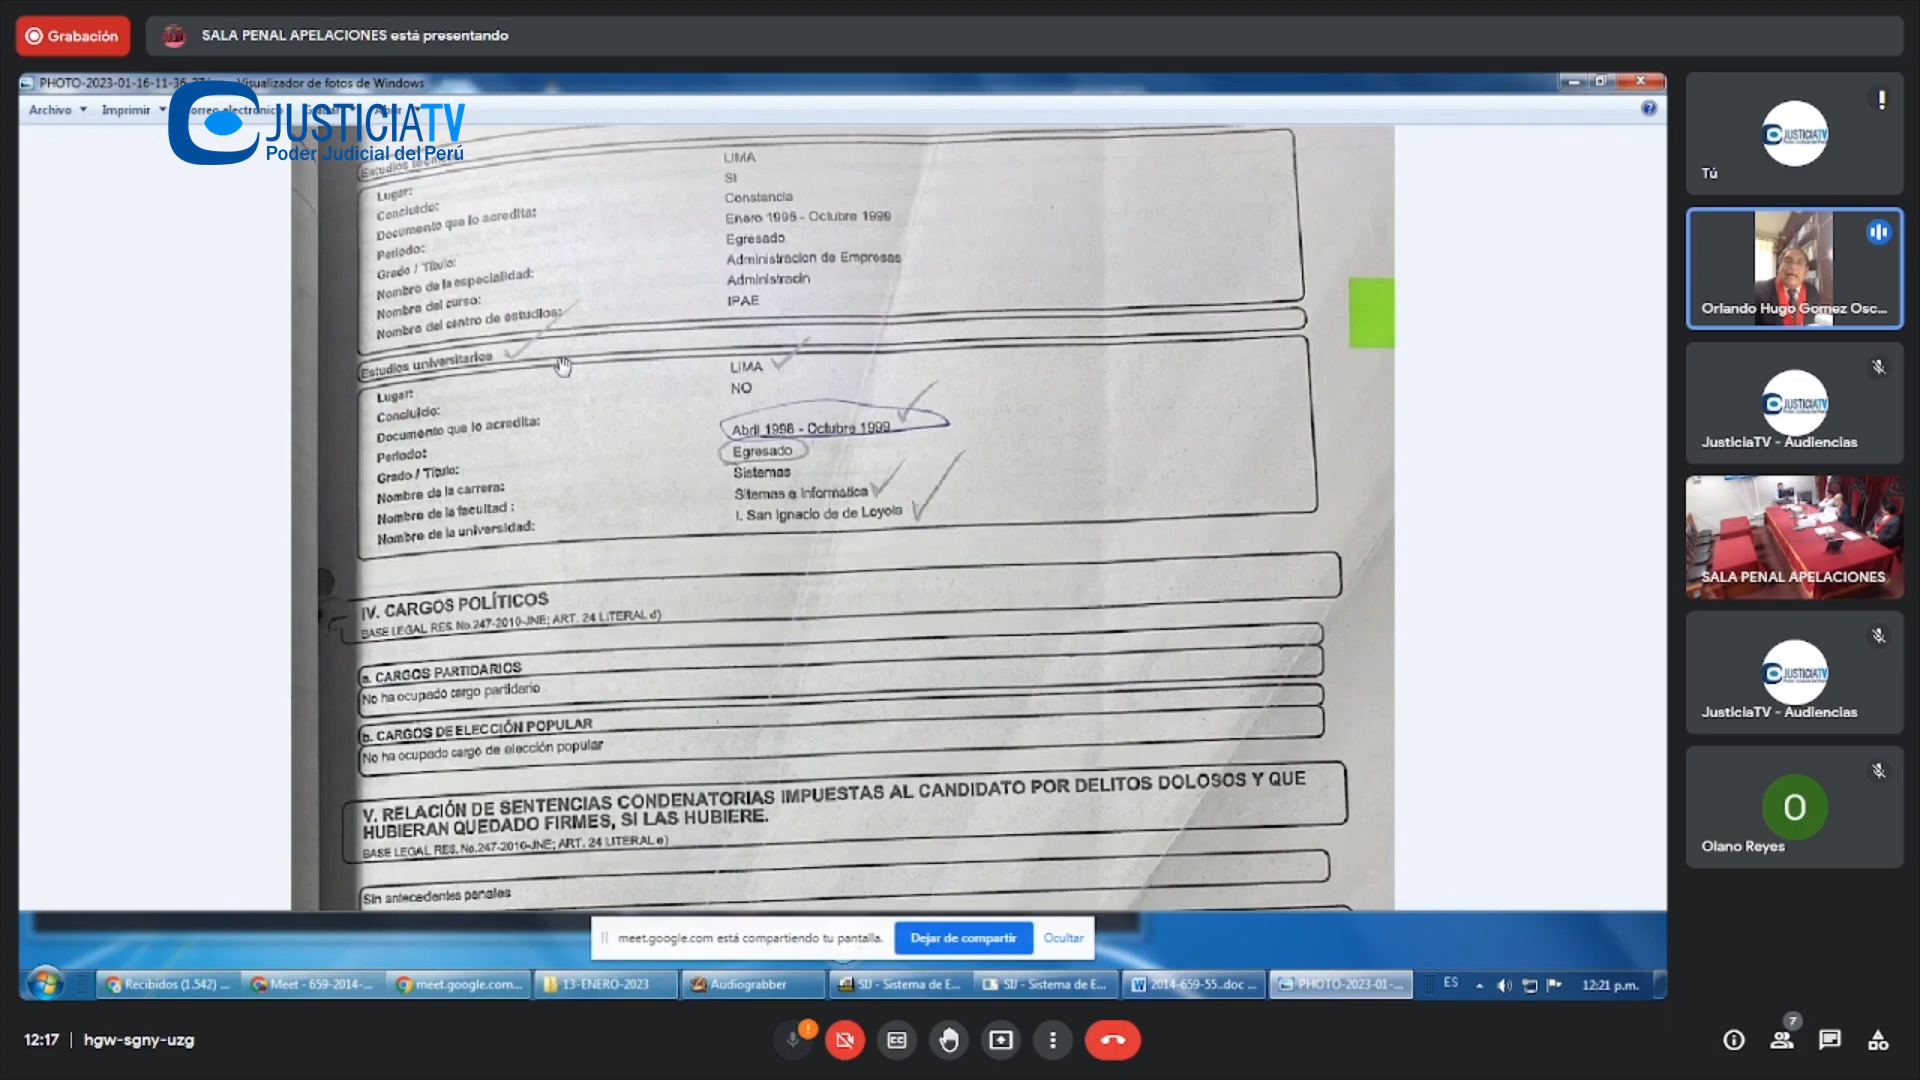 Grabación
SALA PENAL APELACIONES está presentando
PHOTO-2023-01-16-11-36- Visualizador de fotos de Windows
Archivo Imprimir
JUSTICIATV
Poder Judicial del Perú
Lugar: LIMA
Concluido: SI
Documento que lo acredita: Constancia
Periodo: Enero 1995 - Octubre 1999
Grado / Título: Egresado
Nombre de la especialidad: Administracion de Empresas
Nombre del curso: Administracin
Nombre del centro de estudios: IPAE
Estudios universitarios
Lugar: LIMA
Concluido: NO
Documento que lo acredita:
Periodo: Abril 1998 - Octubre 1999
Grado / Título: Egresado
Nombre de la carrera: Sistemas
Nombre de la facultad : Sitemas e Informatica
Nombre de la universidad: I. San Ignacio de de Loyola
IV. CARGOS POLÍTICOS
BASE LEGAL RES. No.247-2010-JNE; ART. 24 LITERAL d)
a. CARGOS PARTIDARIOS
No ha ocupado cargo partidario
b. CARGOS DE ELECCIÓN POPULAR
No ha ocupado cargo de elección popular
V. RELACIÓN DE SENTENCIAS CONDENATORIAS IMPUESTAS AL CANDIDATO POR DELITOS DOLOSOS Y QUE
HUBIERAN QUEDADO FIRMES, SI LAS HUBIERE.
BASE LEGAL RES. No.247-2010-JNE; ART. 24 LITERAL e)
Sin antecedentes penales
meet.google.com está compartiendo tu pantalla.
Dejar de compartir
Ocultar
Recibidos (1.542) ...
Meet - 659-2014-...
meet.google.com...
13-ENERO-2023
Audiograbber
SIJ - Sistema de E...
SIJ - Sistema de E...
2014-659-55..doc ...
PHOTO-2023-01-...
ES
12:21 p.m.
JUSTICIATV
Tú
Orlando Hugo Gomez Osc...
JUSTICIATV
JusticiaTV - Audiencias
SALA PENAL APELACIONES
JUSTICIATV
JusticiaTV - Audiencias
O
Olano Reyes
12:17 | hgw-sgny-uzg
7